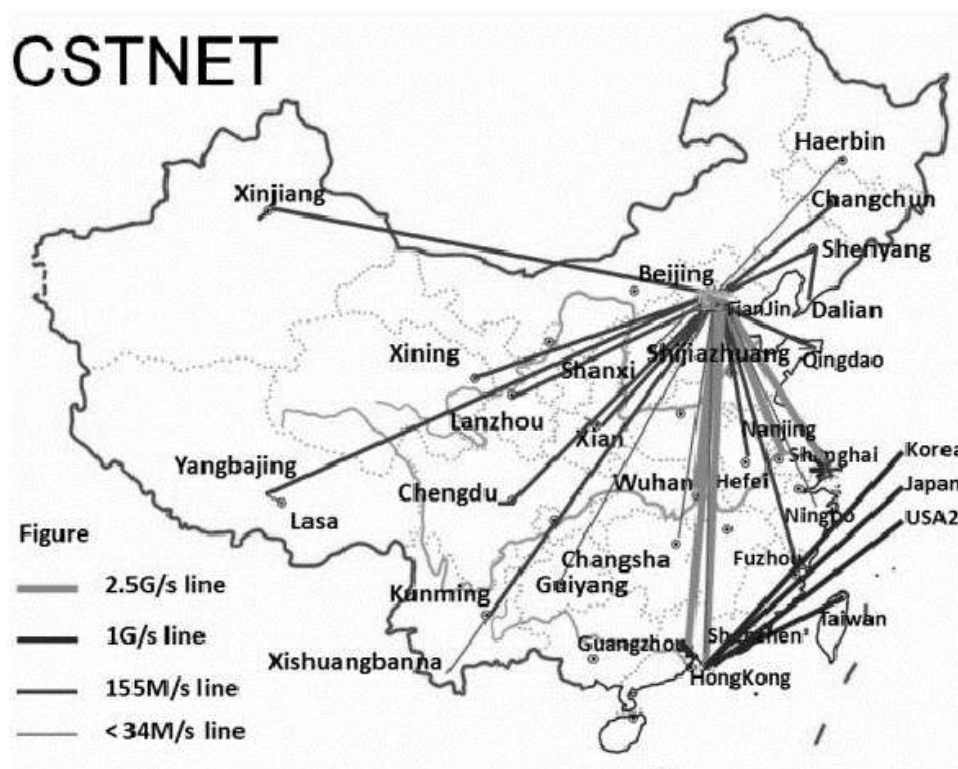 CSTNET
Haerbin
Xinjiang
Changchun
Shenyang
Beijing
TianJin
Dalian
Xining
Shijiazhuang
Qingdao
Shanxi
Lanzhou
Xian
Nanjing
Shanghai
Korea
Yangbajing
Chengdu
Wuhan
Hefei
Japan
Lasa
Ningbo
USA2
Figure
Changsha
Fuzhou
2.5G/s line
Guiyang
Kunming
Taiwan
1G/s line
Guangzhou
Shenzhen
Xishuangbanna
HongKong
155M/s line
<34M/s line